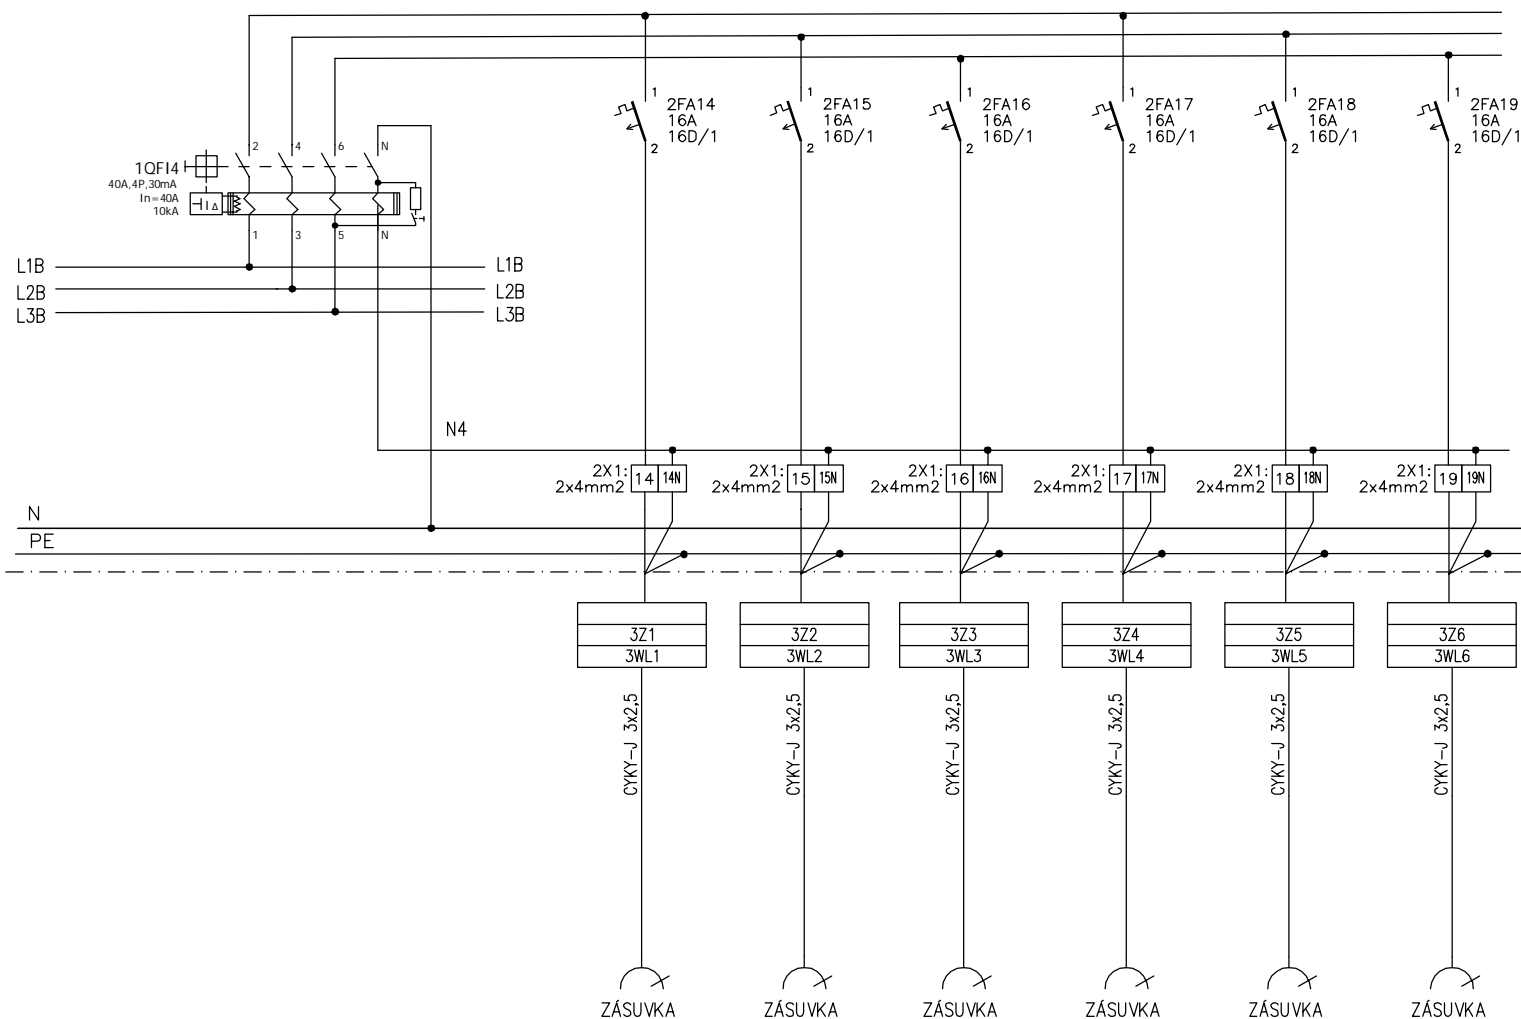 1
2FA14
16A
16D/1
2
1
2FA15
16A
16D/1
2
1
2FA16
16A
16D/1
2
1
2FA17
16A
16D/1
2
1
2FA18
16A
16D/1
2
1
2FA19
16A
16D/1
2
2 4 6 N
1QFI4
40A,4P,30mA
In=40A
10kA
I Δ
1 3 5 N
L1B L1B
L2B L2B
L3B L3B
N4
2X1:
2x4mm2
14 14N
2X1:
2x4mm2
15 15N
2X1:
2x4mm2
16 16N
2X1:
2x4mm2
17 17N
2X1:
2x4mm2
18 18N
2X1:
2x4mm2
19 19N
N
PE
3Z1
3WL1
3Z2
3WL2
3Z3
3WL3
3Z4
3WL4
3Z5
3WL5
3Z6
3WL6
CYKY-J 3x2,5
CYKY-J 3x2,5
CYKY-J 3x2,5
CYKY-J 3x2,5
CYKY-J 3x2,5
CYKY-J 3x2,5
ZÁSUVKA
ZÁSUVKA
ZÁSUVKA
ZÁSUVKA
ZÁSUVKA
ZÁSUVKA